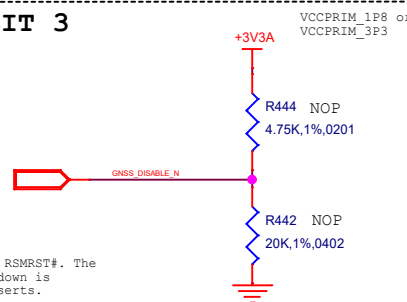 IT 3
VCCPRIM_1P8 or
VCCPRIM_3P3
+3V3A
R444 NOP
4.75K,1%,0201
GNSS_DISABLE_N
R442 NOP
20K,1%,0402
RSMRST#. The
down is
serts.